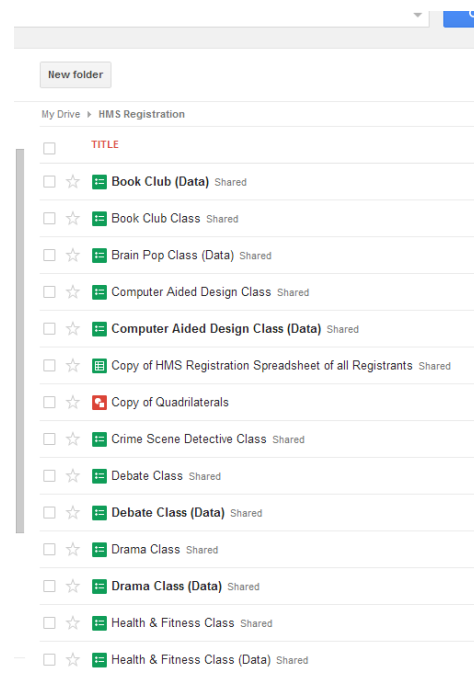 New folder
My Drive HMS Registration
TITLE
Book Club (Data) Shared
Book Club Class Shared
Brain Pop Class (Data) Shared
Computer Aided Design Class Shared
Computer Aided Design Class (Data) Shared
Copy of HMS Registration Spreadsheet of all Registrants Shared
Copy of Quadrilaterals
Crime Scene Detective Class Shared
Debate Class Shared
Debate Class (Data) Shared
Drama Class Shared
Drama Class (Data) Shared
Health & Fitness Class Shared
Health & Fitness Class (Data) Shared